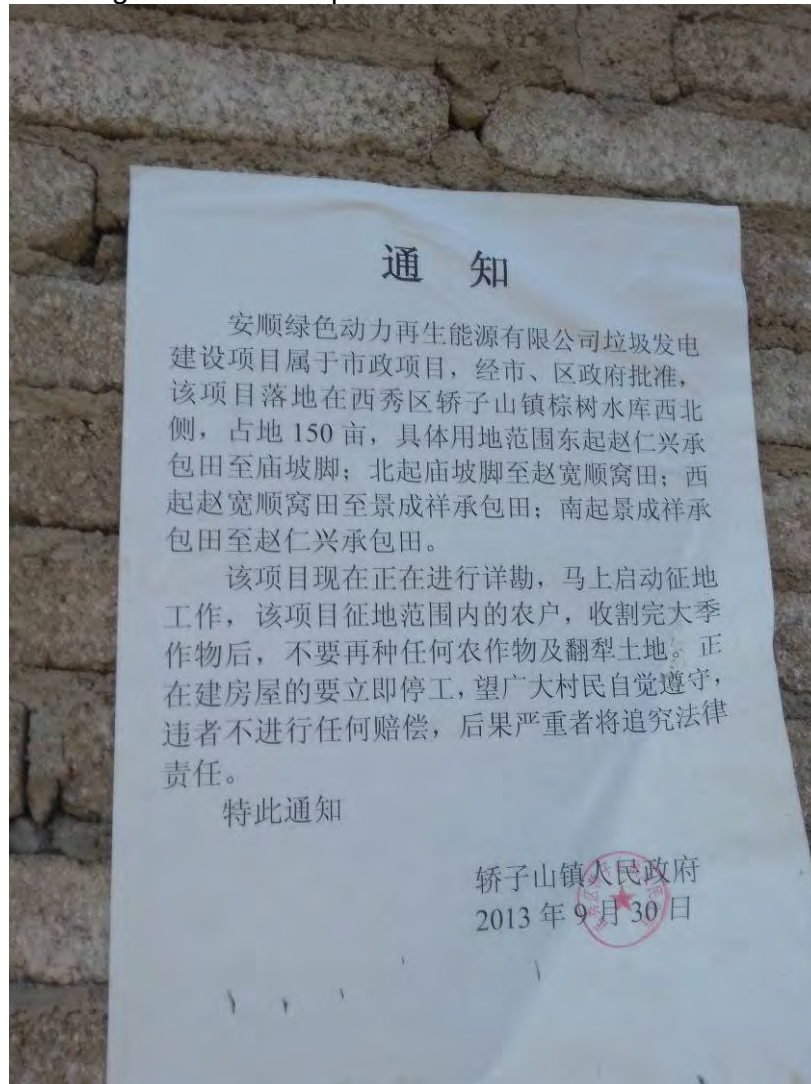 通 知
安顺绿色动力再生能源有限公司垃圾发电
建设项目属于市政项目，经市、区政府批准，
该项目落地在西秀区轿子山镇棕树水库西北
侧，占地 150 亩，具体用地范围东起赵仁兴承
包田至庙坡脚；北起庙坡脚至赵宽顺窝田；西
起赵宽顺窝田至景成祥承包田；南起景成祥承
包田至赵仁兴承包田。
该项目现在正在进行详勘，马上启动征地
工作，该项目征地范围内的农户，收割完大季
作物后，不要再种任何农作物及翻犁土地。正
在建房屋的要立即停工，望广大村民自觉遵守，
违者不进行任何赔偿，后果严重者将追究法律
责任。
特此通知
轿子山镇人民政府
2013 年 9 月 30 日